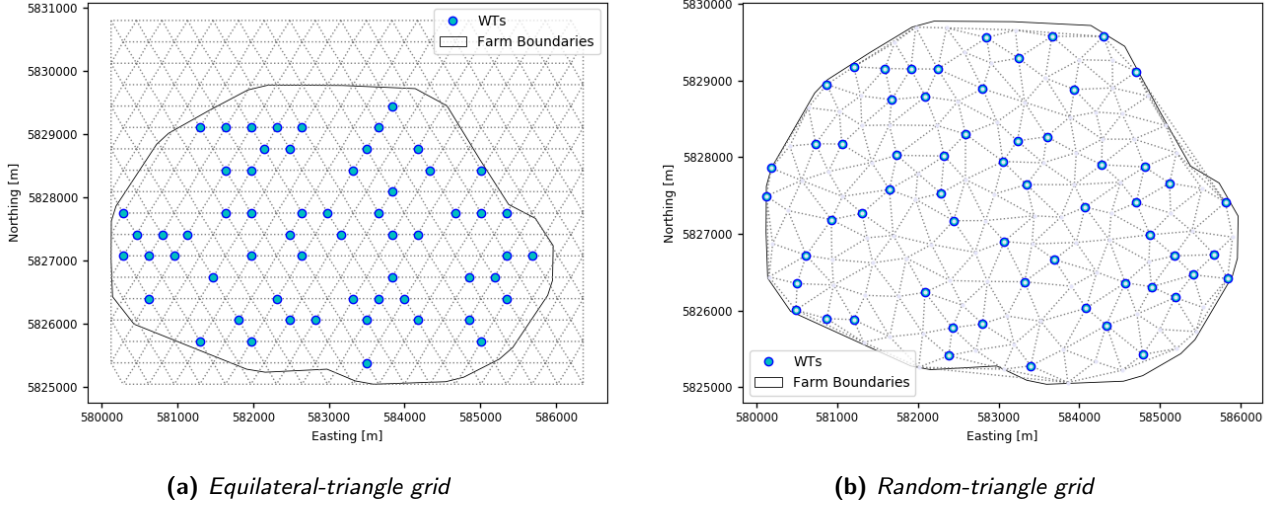 WTs
Farm Boundaries
5831000
5830000
5829000
5828000
5827000
5826000
5825000
Northing [m]
580000 581000 582000 583000 584000 585000 586000
Easting [m]
(a) Equilateral-triangle grid
5830000
5829000
5828000
5827000
5826000
5825000
Northing [m]
WTs
Farm Boundaries
580000 581000 582000 583000 584000 585000 586000
Easting [m]
(b) Random-triangle grid